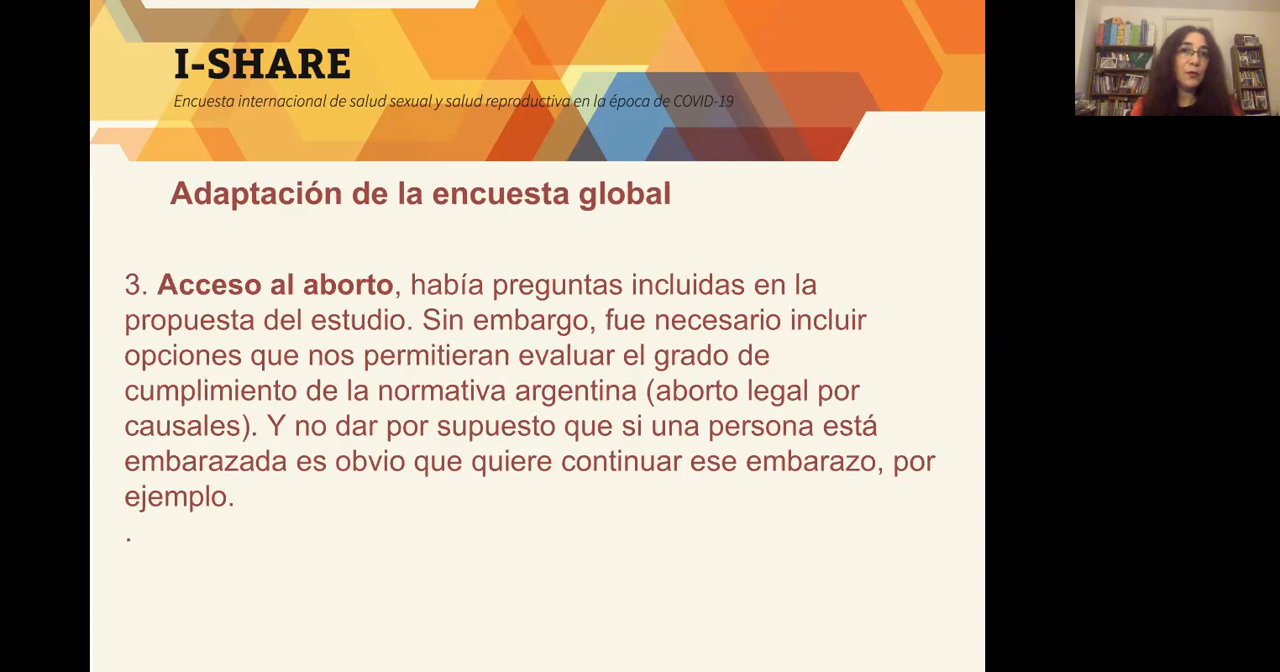 I-SHARE
Encuesta internacional de salud sexual y salud reproductiva en la época de COVID-19
Adaptación de la encuesta global
3. Acceso al aborto, había preguntas incluidas en la
propuesta del estudio. Sin embargo, fue necesario incluir
opciones que nos permitieran evaluar el grado de
cumplimiento de la normativa argentina (aborto legal por
causales). Y no dar por supuesto que si una persona está
embarazada es obvio que quiere continuar ese embarazo, por
ejemplo.
.